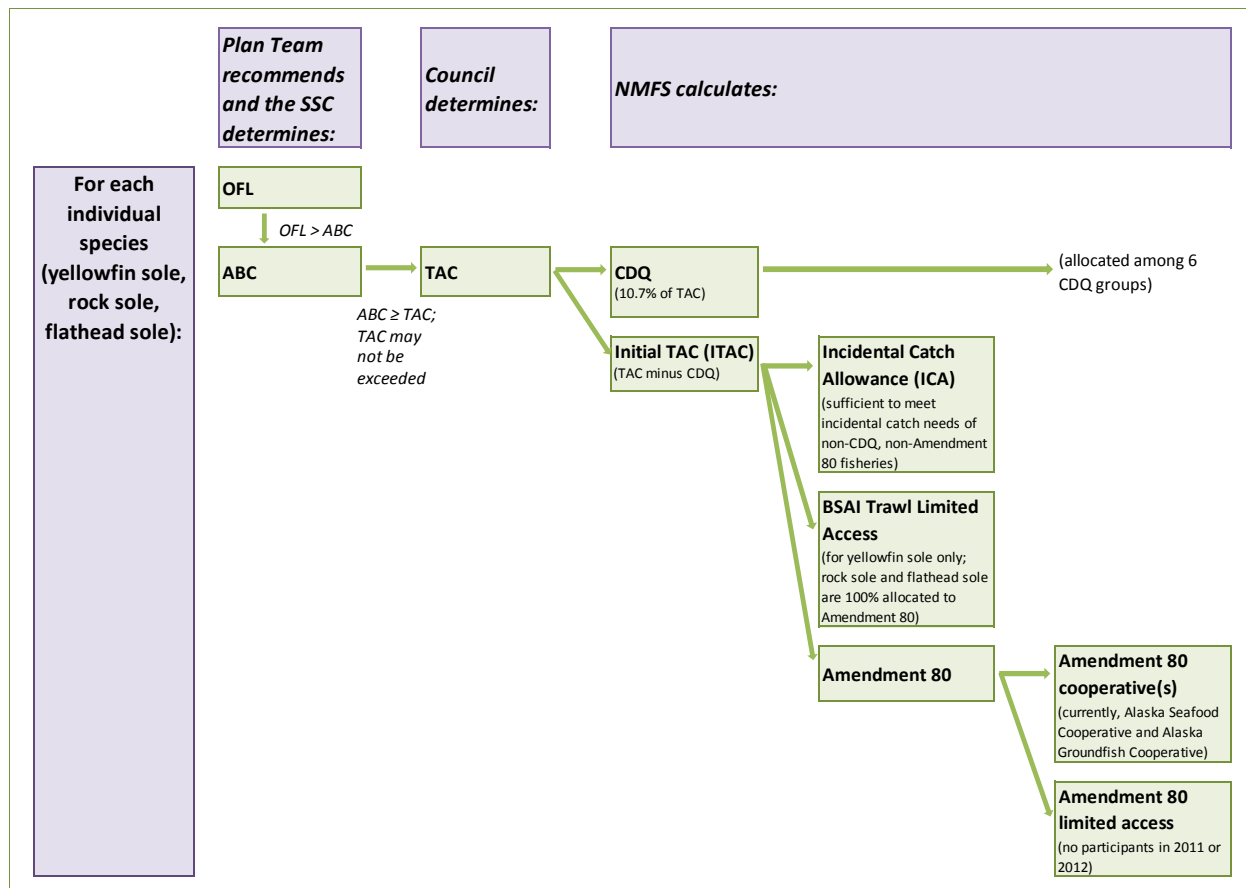 Plan Team
recommends
and the SSC
determines:
Council
determines:
NMFS calculates:
For each
individual
species
(yellowfin sole,
rock sole,
flathead sole):
OFL
OFL > ABC
ABC
ABC ≥ TAC;
TAC may
not be
exceeded
TAC
CDQ
(10.7% of TAC)
(allocated among 6
CDQ groups)
Initial TAC (ITAC)
(TAC minus CDQ)
Incidental Catch
Allowance (ICA)
(sufficient to meet
incidental catch needs of
non-CDQ, non-Amendment
80 fisheries)
BSAI Trawl Limited
Access
(for yellowfin sole only;
rock sole and flathead sole
are 100% allocated to
Amendment 80)
Amendment 80
Amendment 80
cooperative(s)
(currently, Alaska Seafood
Cooperative and Alaska
Groundfish Cooperative)
Amendment 80
limited access
(no participants in 2011 or
2012)